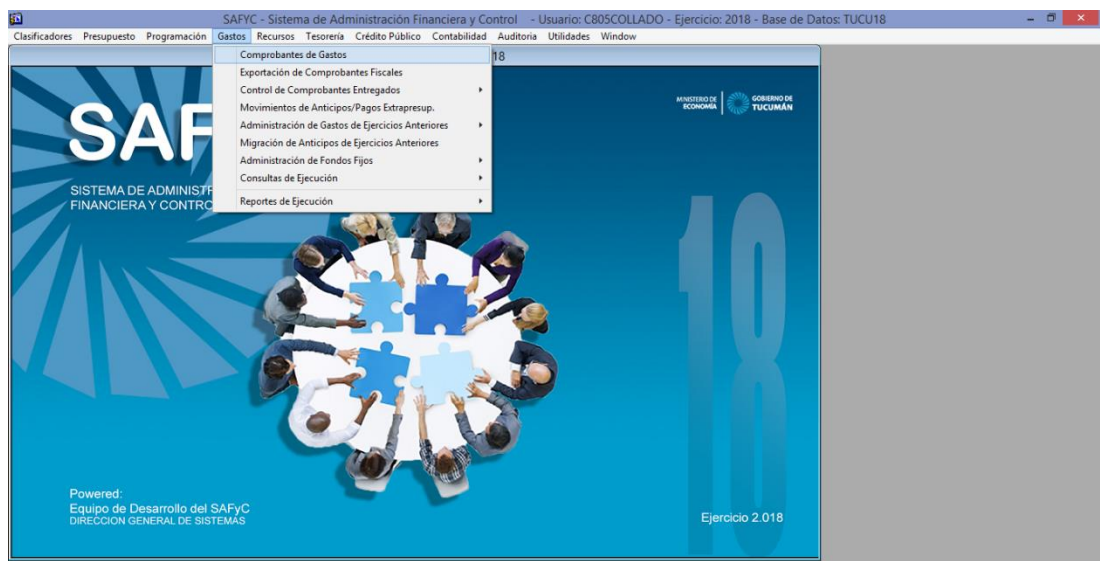 SAFYC - Sistema de Administración Financiera y Control - Usuario: C805COLLADO - Ejercicio: 2018 - Base de Datos: TUCU18
Clasificadores Presupuesto Programación Gastos Recursos Tesorería Crédito Público Contabilidad Auditoria Utilidades Window
18
Comprobantes de Gastos
Exportación de Comprobantes Fiscales
Control de Comprobantes Entregados
Movimientos de Anticipos/Pagos Extrapresup.
Administración de Gastos de Ejercicios Anteriores
Migración de Anticipos de Ejercicios Anteriores
Administración de Fondos Fijos
Consultas de Ejecución
Reportes de Ejecución
MINISTERIO DE ECONOMÍA
GOBIERNO DE TUCUMÁN
SAF
SISTEMA DE ADMINISTR
FINANCIERA Y CONTRO
18
Powered:
Equipo de Desarrollo del SAFyC
DIRECCION GENERAL DE SISTEMAS
Ejercicio 2.018